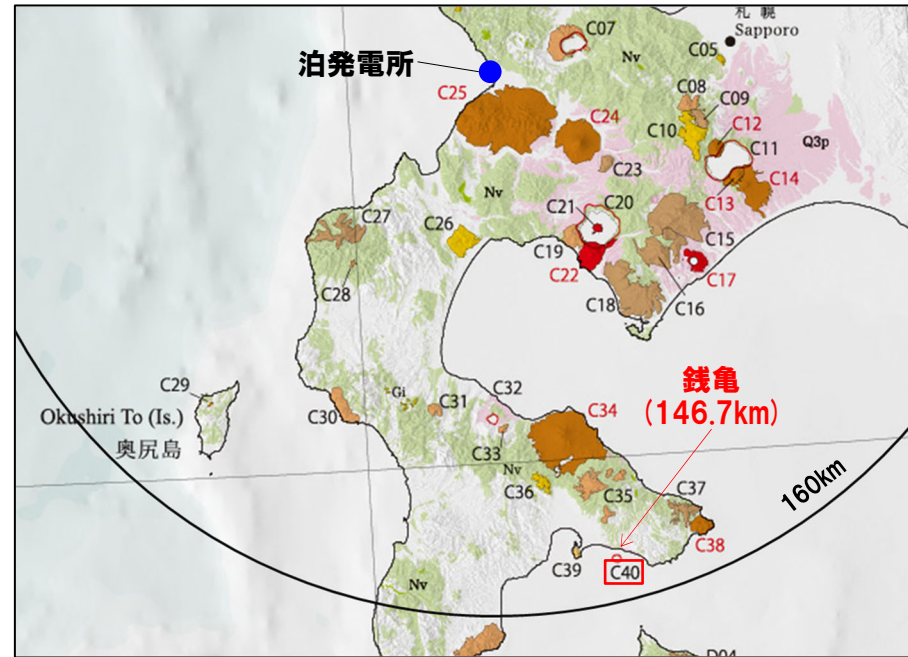 札 幌
Sapporo
C07
C05
Nv
泊発電所
C25
C08
C09
C24
C10
C12
C11
Q3p
C23
C14
Nv
C13
C21
C20
C27
C26
C15
C19
C17
C22
C28
C18
C16
C29
C32
銭亀
(146.7km)
Gi
C31
C34
Okushiri To (Is.)
C30
奥尻島
C33
Nv
C36
C35
C37
160km
C38
C39
C40
Nv
D04